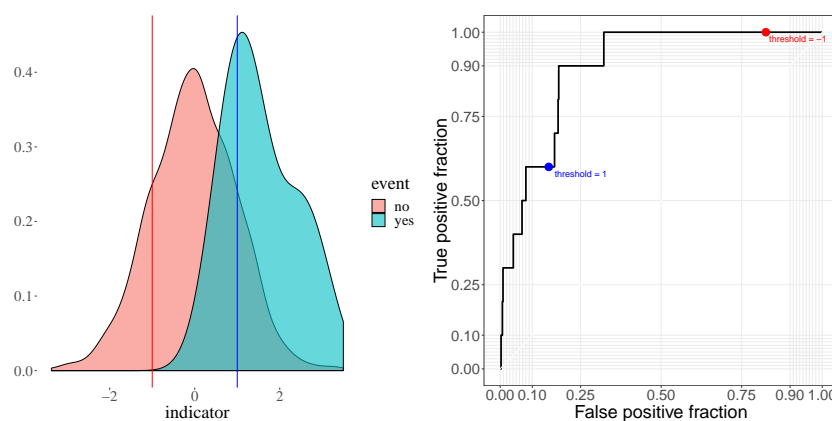 0.4
0.3
0.2
0.1
0.0
−2
0
2
indicator
event
no
yes
True positive fraction
1.00
0.90
0.75
0.50
0.25
0.10
0.00
threshold = −1
threshold = 1
0.00 0.10 0.25 0.50 0.75 0.90 1.00
False positive fraction